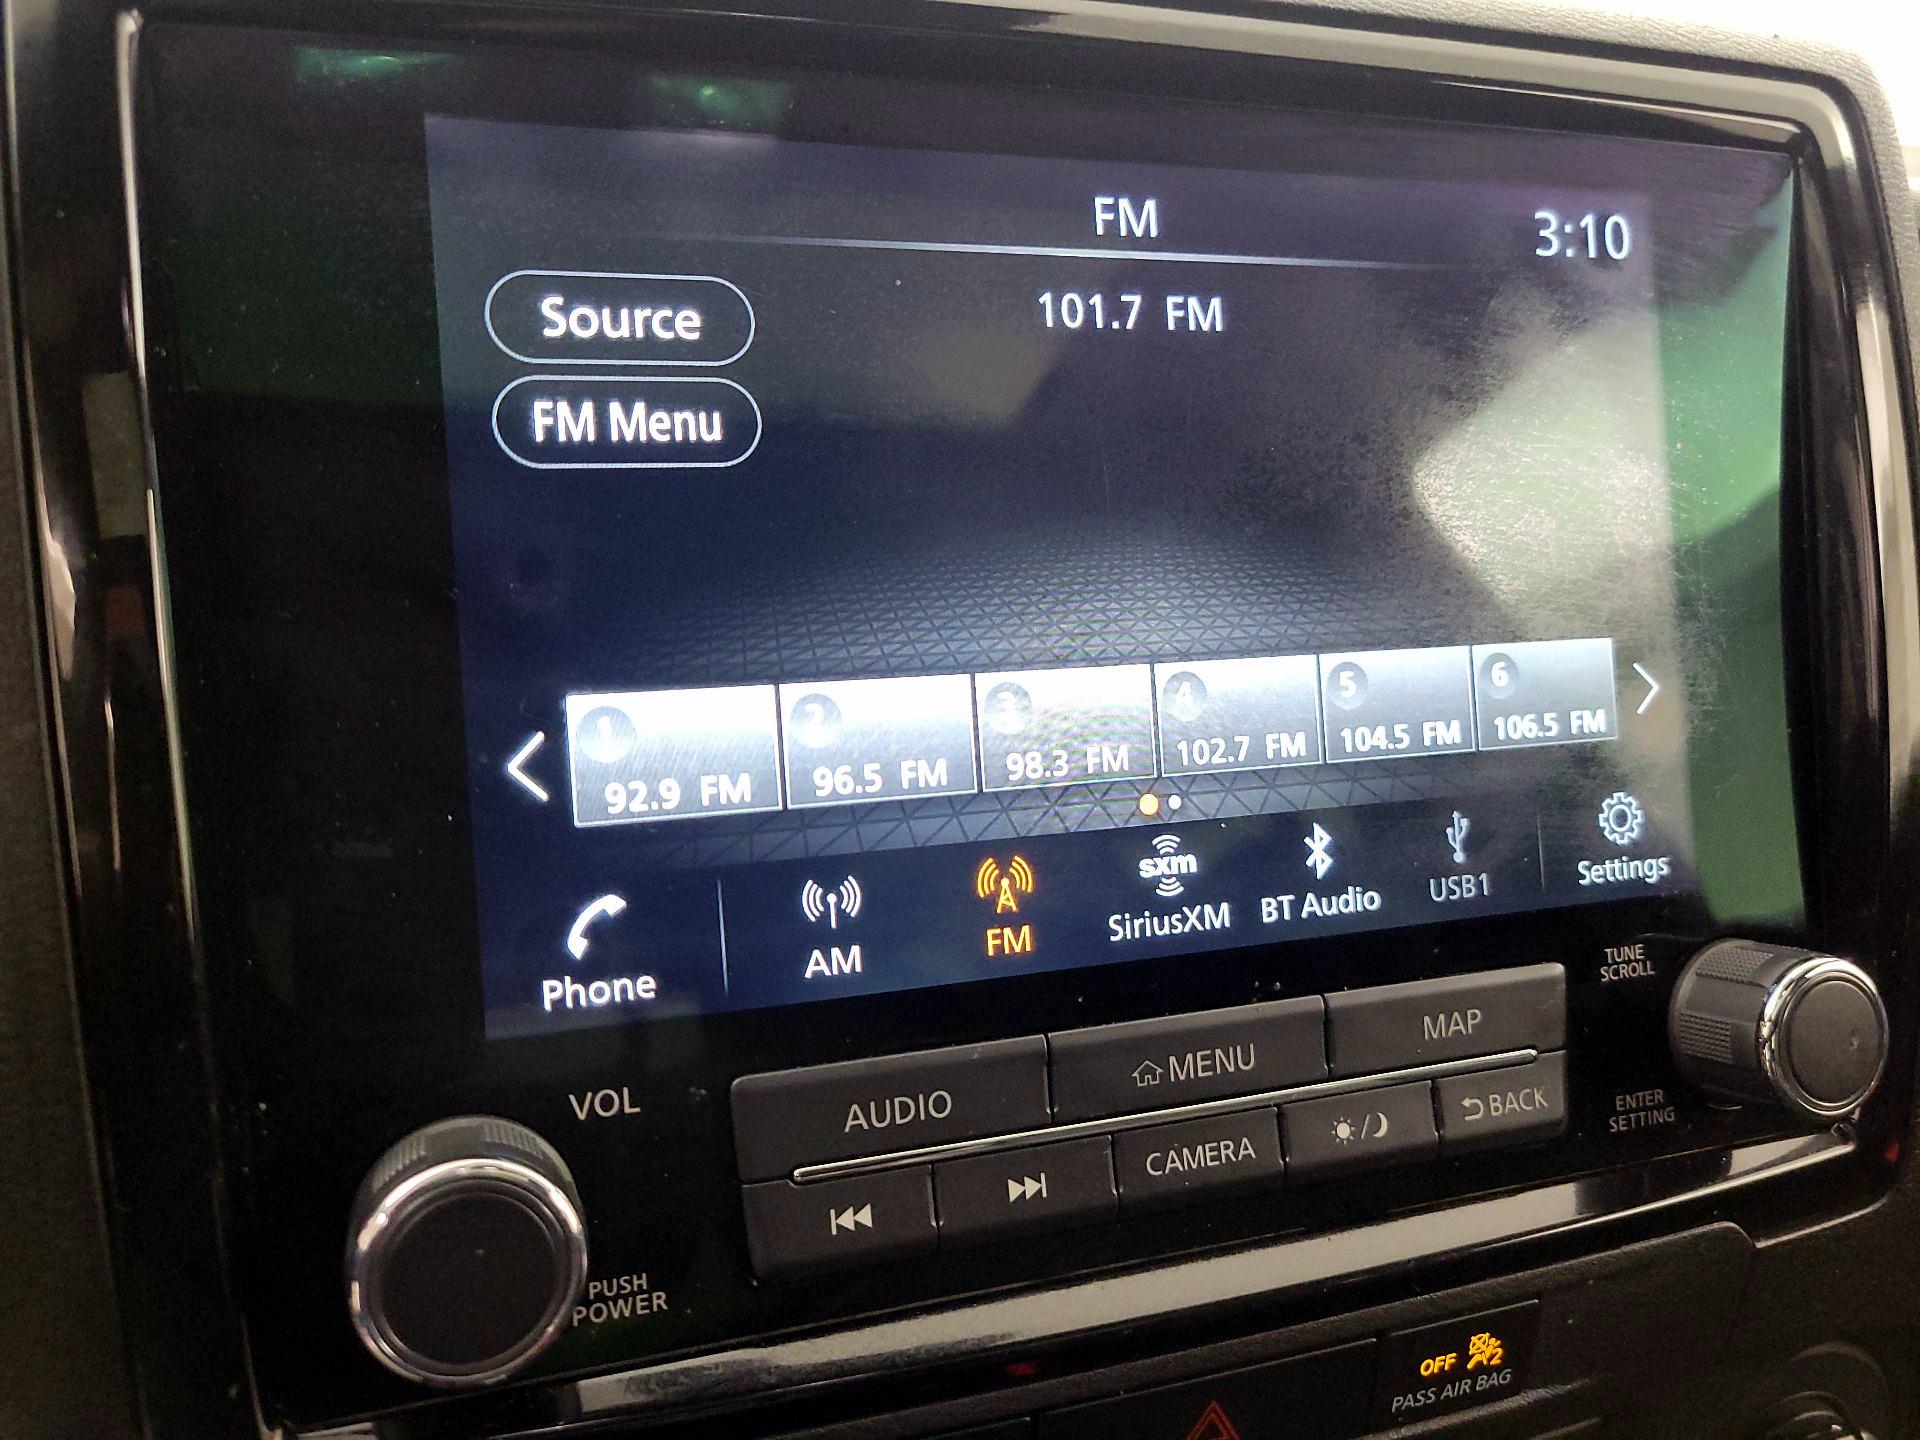 FM
3:10
Source
101.7 FM
FM Menu
1
92.9 FM
2
96.5 FM
3
98.3 FM
4
102.7 FM
5
104.5 FM
6
106.5 FM
Phone
AM
FM
sxm
SiriusXM
BT Audio
USB1
Settings
TUNE
SCROLL
VOL
AUDIO
MENU
MAP
CAMERA
BACK
ENTER
SETTING
PUSH
POWER
OFF 2
PASS AIR BAG